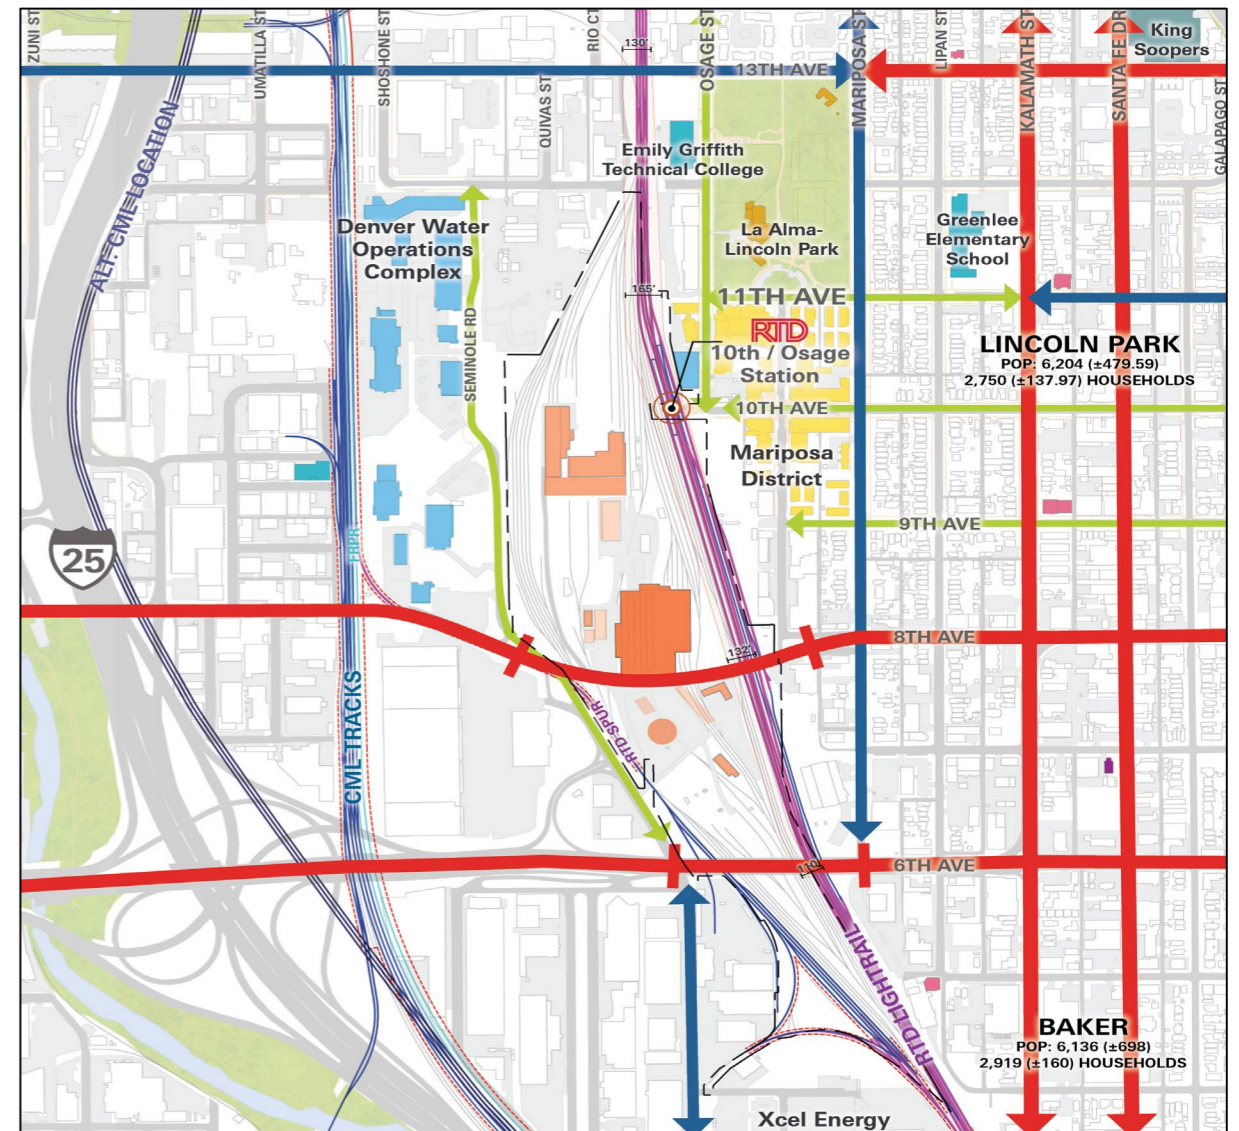 ZUNI ST
UMATILLA ST
SHOSHONE ST
QUIVAS ST
RIO CT
130'
OSAGE ST
MARIPOSA ST
LIPAN ST
KALAMATH ST
SANTA FE DR
King
Soopers
GALAPAGO ST
13TH AVE
ALT. CML LOCATION
Emily Griffith
Technical College
Denver Water
Operations
Complex
La Alma-
Lincoln Park
Greenlee
Elementary
School
165'
11TH AVE
SEMINOLE RD
RTD
10th / Osage
Station
LINCOLN PARK
POP: 6,204 (±479.59)
2,750 (±137.97) HOUSEHOLDS
10TH AVE
Mariposa
District
9TH AVE
25
FRPR
8TH AVE
132'
CML TRACKS
RTD SPUR
110'
6TH AVE
RTD LIGHTRAIL
BAKER
POP: 6,136 (±698)
2,919 (±160) HOUSEHOLDS
Xcel Energy